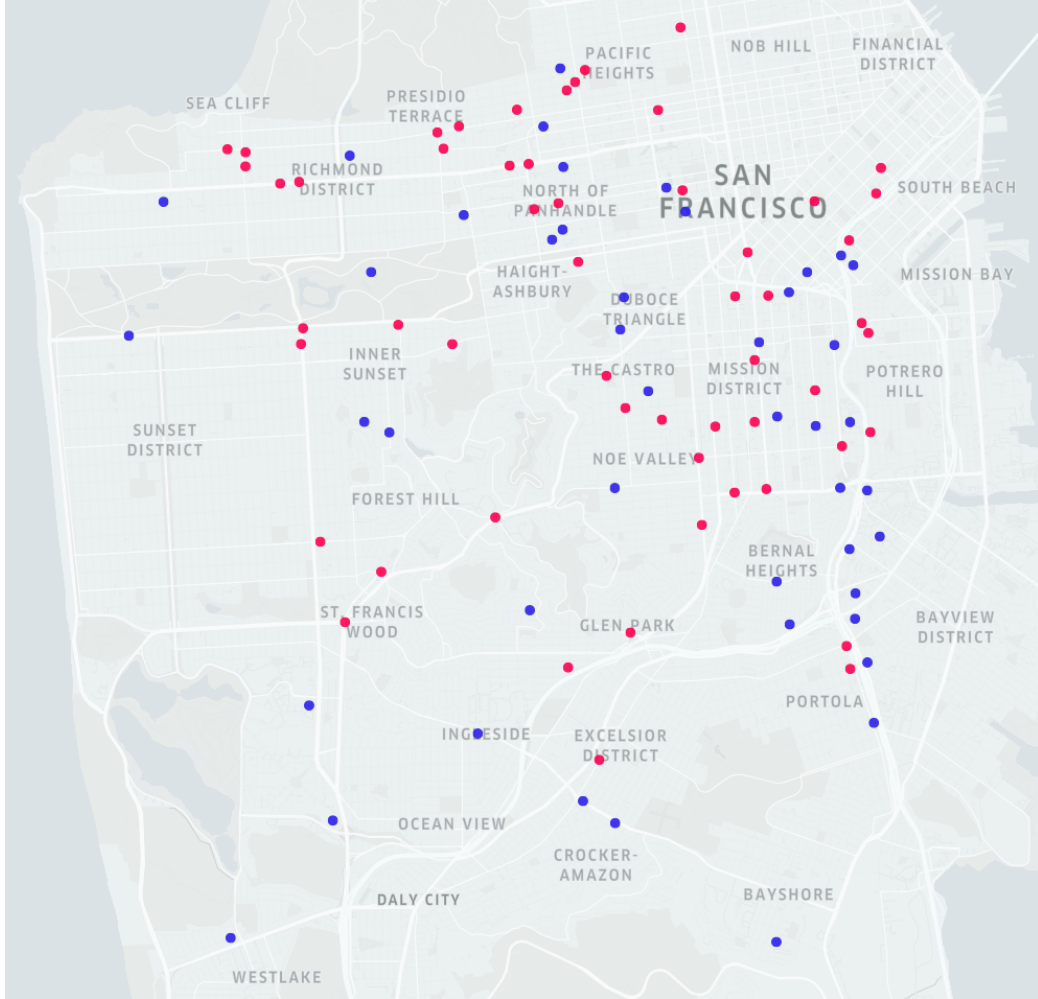 NOB HILL
FINANCIAL
DISTRICT
PACIFIC
HEIGHTS
SEA CLIFF
PRESIDIO
TERRACE
RICHMOND
DISTRICT
SAN
FRANCISCO
SOUTH BEACH
NORTH OF
PANHANDLE
HAIGHT-
ASHBURY
MISSION BAY
DUBOCE
TRIANGLE
INNER
SUNSET
THE CASTRO
MISSION
DISTRICT
POTRERO
HILL
SUNSET
DISTRICT
NOE VALLEY
FOREST HILL
BERNAL
HEIGHTS
ST. FRANCIS
WOOD
GLEN PARK
BAYVIEW
DISTRICT
PORTOLA
INGLESIDE
EXCELSIOR
DISTRICT
OCEAN VIEW
CROCKER-
AMAZON
DALY CITY
BAYSHORE
WESTLAKE